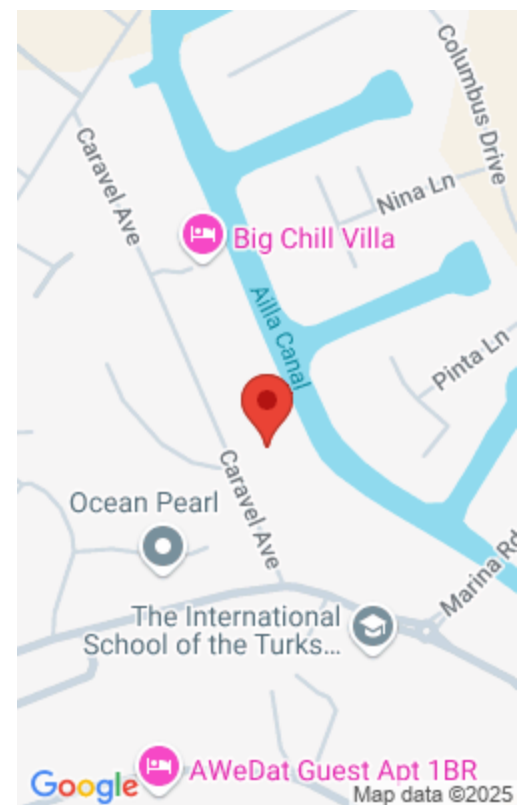 Columbus Drive
Caravel Ave
Nina Ln
Big Chill Villa
Ailla Canal
Pinta Ln
Caravel Ave
Ocean Pearl
Marina Rd
The International
School of the Turks...
AWeDat Guest Apt 1BR
Google
Map data ©2025